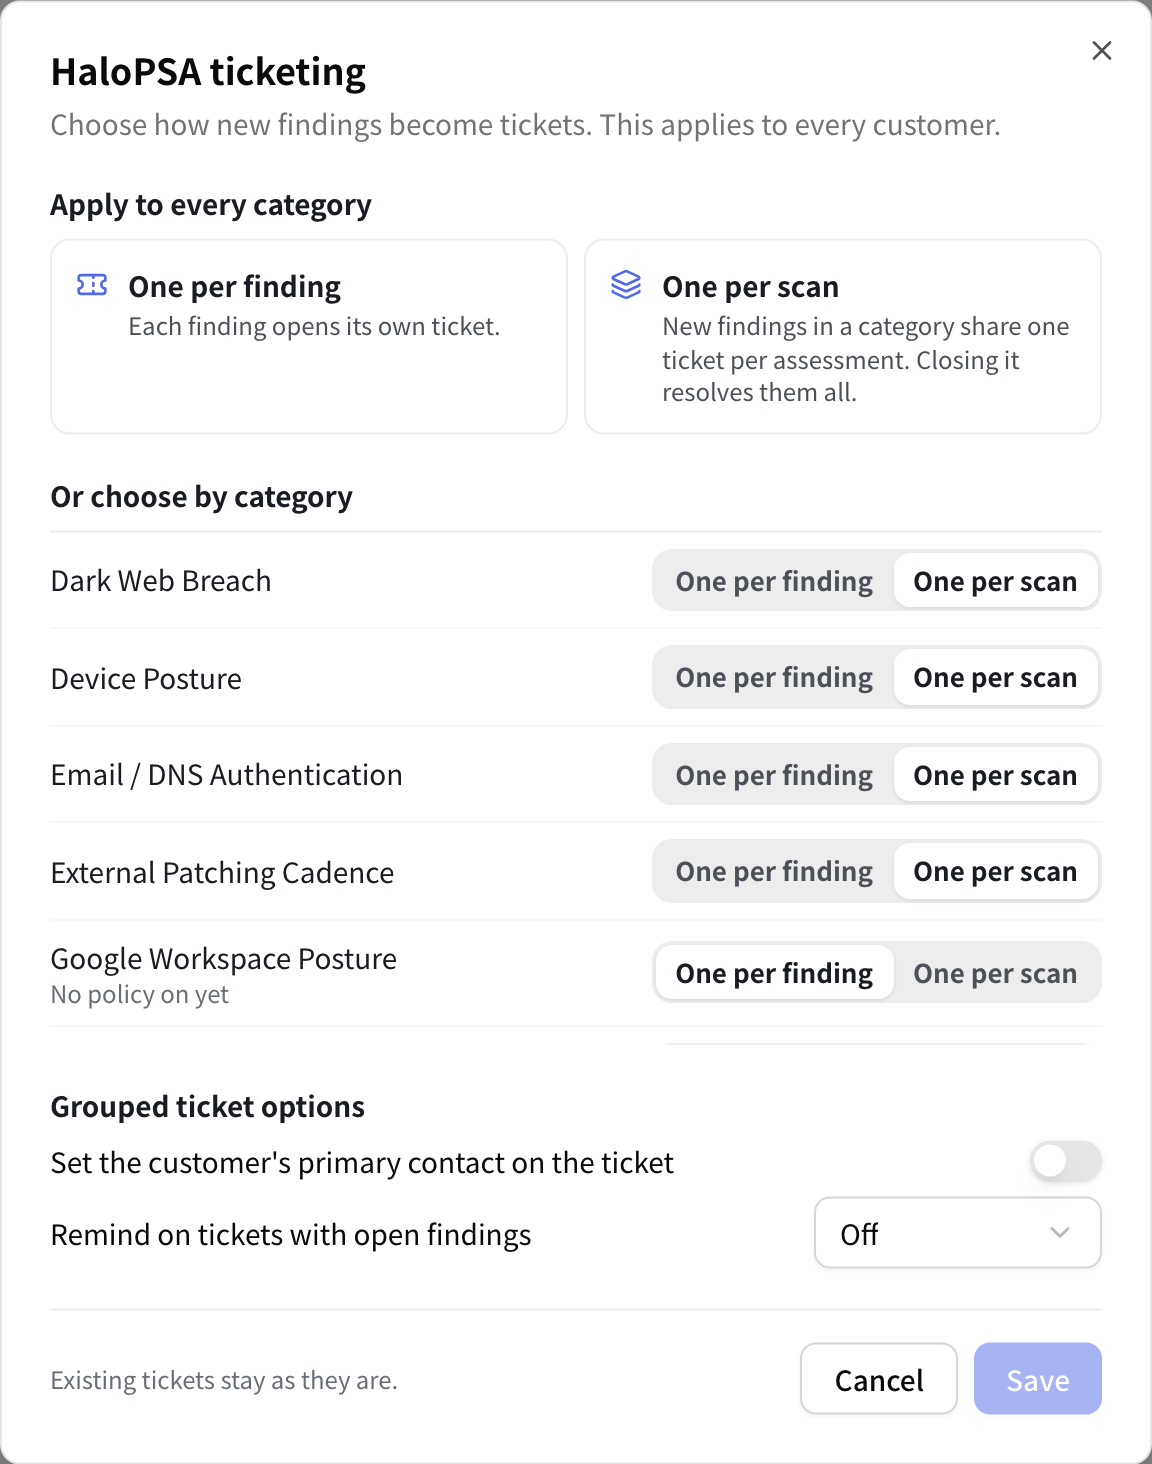 HaloPSA ticketing
Choose how new findings become tickets. This applies to every customer.
Apply to every category
One per finding
Each finding opens its own ticket.
One per scan
New findings in a category share one
ticket per assessment. Closing it
resolves them all.
Or choose by category
Dark Web Breach
One per finding One per scan
Device Posture
One per finding One per scan
Email / DNS Authentication
One per finding One per scan
External Patching Cadence
One per finding One per scan
Google Workspace Posture
No policy on yet
One per finding One per scan
Grouped ticket options
Set the customer's primary contact on the ticket
Remind on tickets with open findings
Off
Existing tickets stay as they are.
Cancel
Save